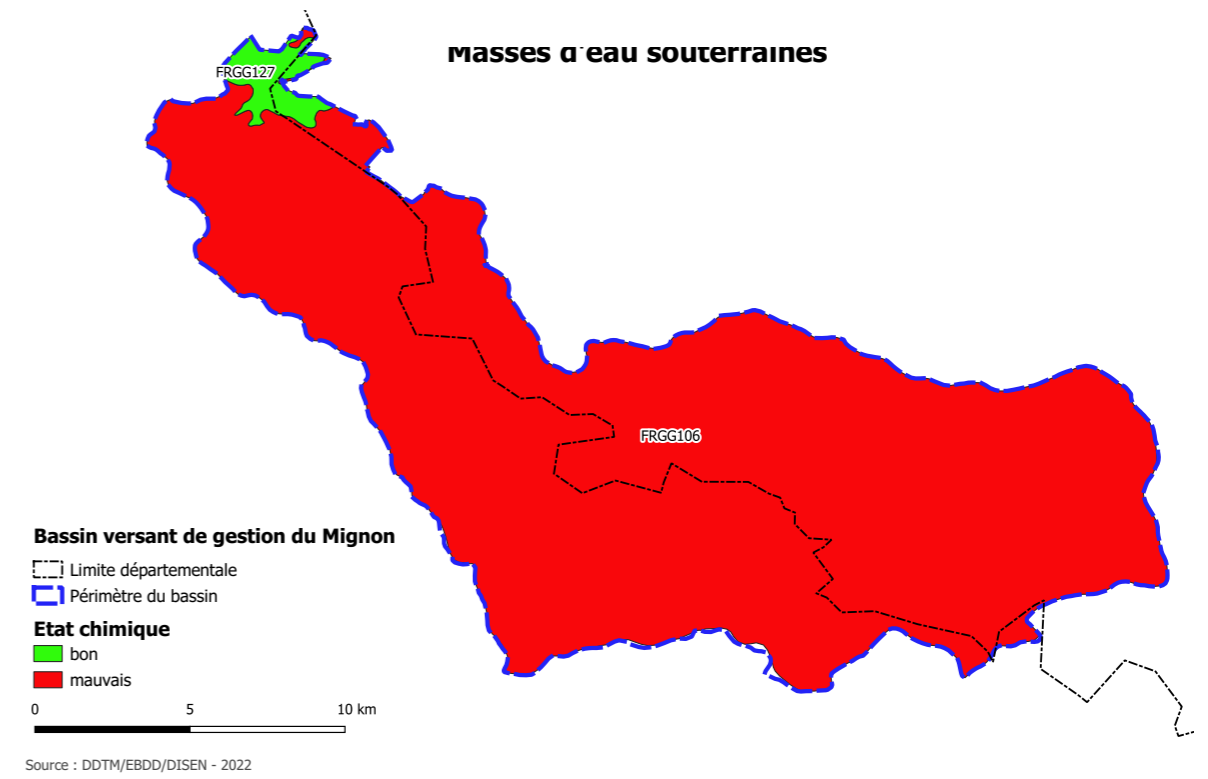 Masses d'eau souterraines
FRGG127
FRGG106
Bassin versant de gestion du Mignon
Limite départementale
Périmètre du bassin
Etat chimique
bon
mauvais
0 5 10 km
Source : DDTM/EBDD/DISEN - 2022